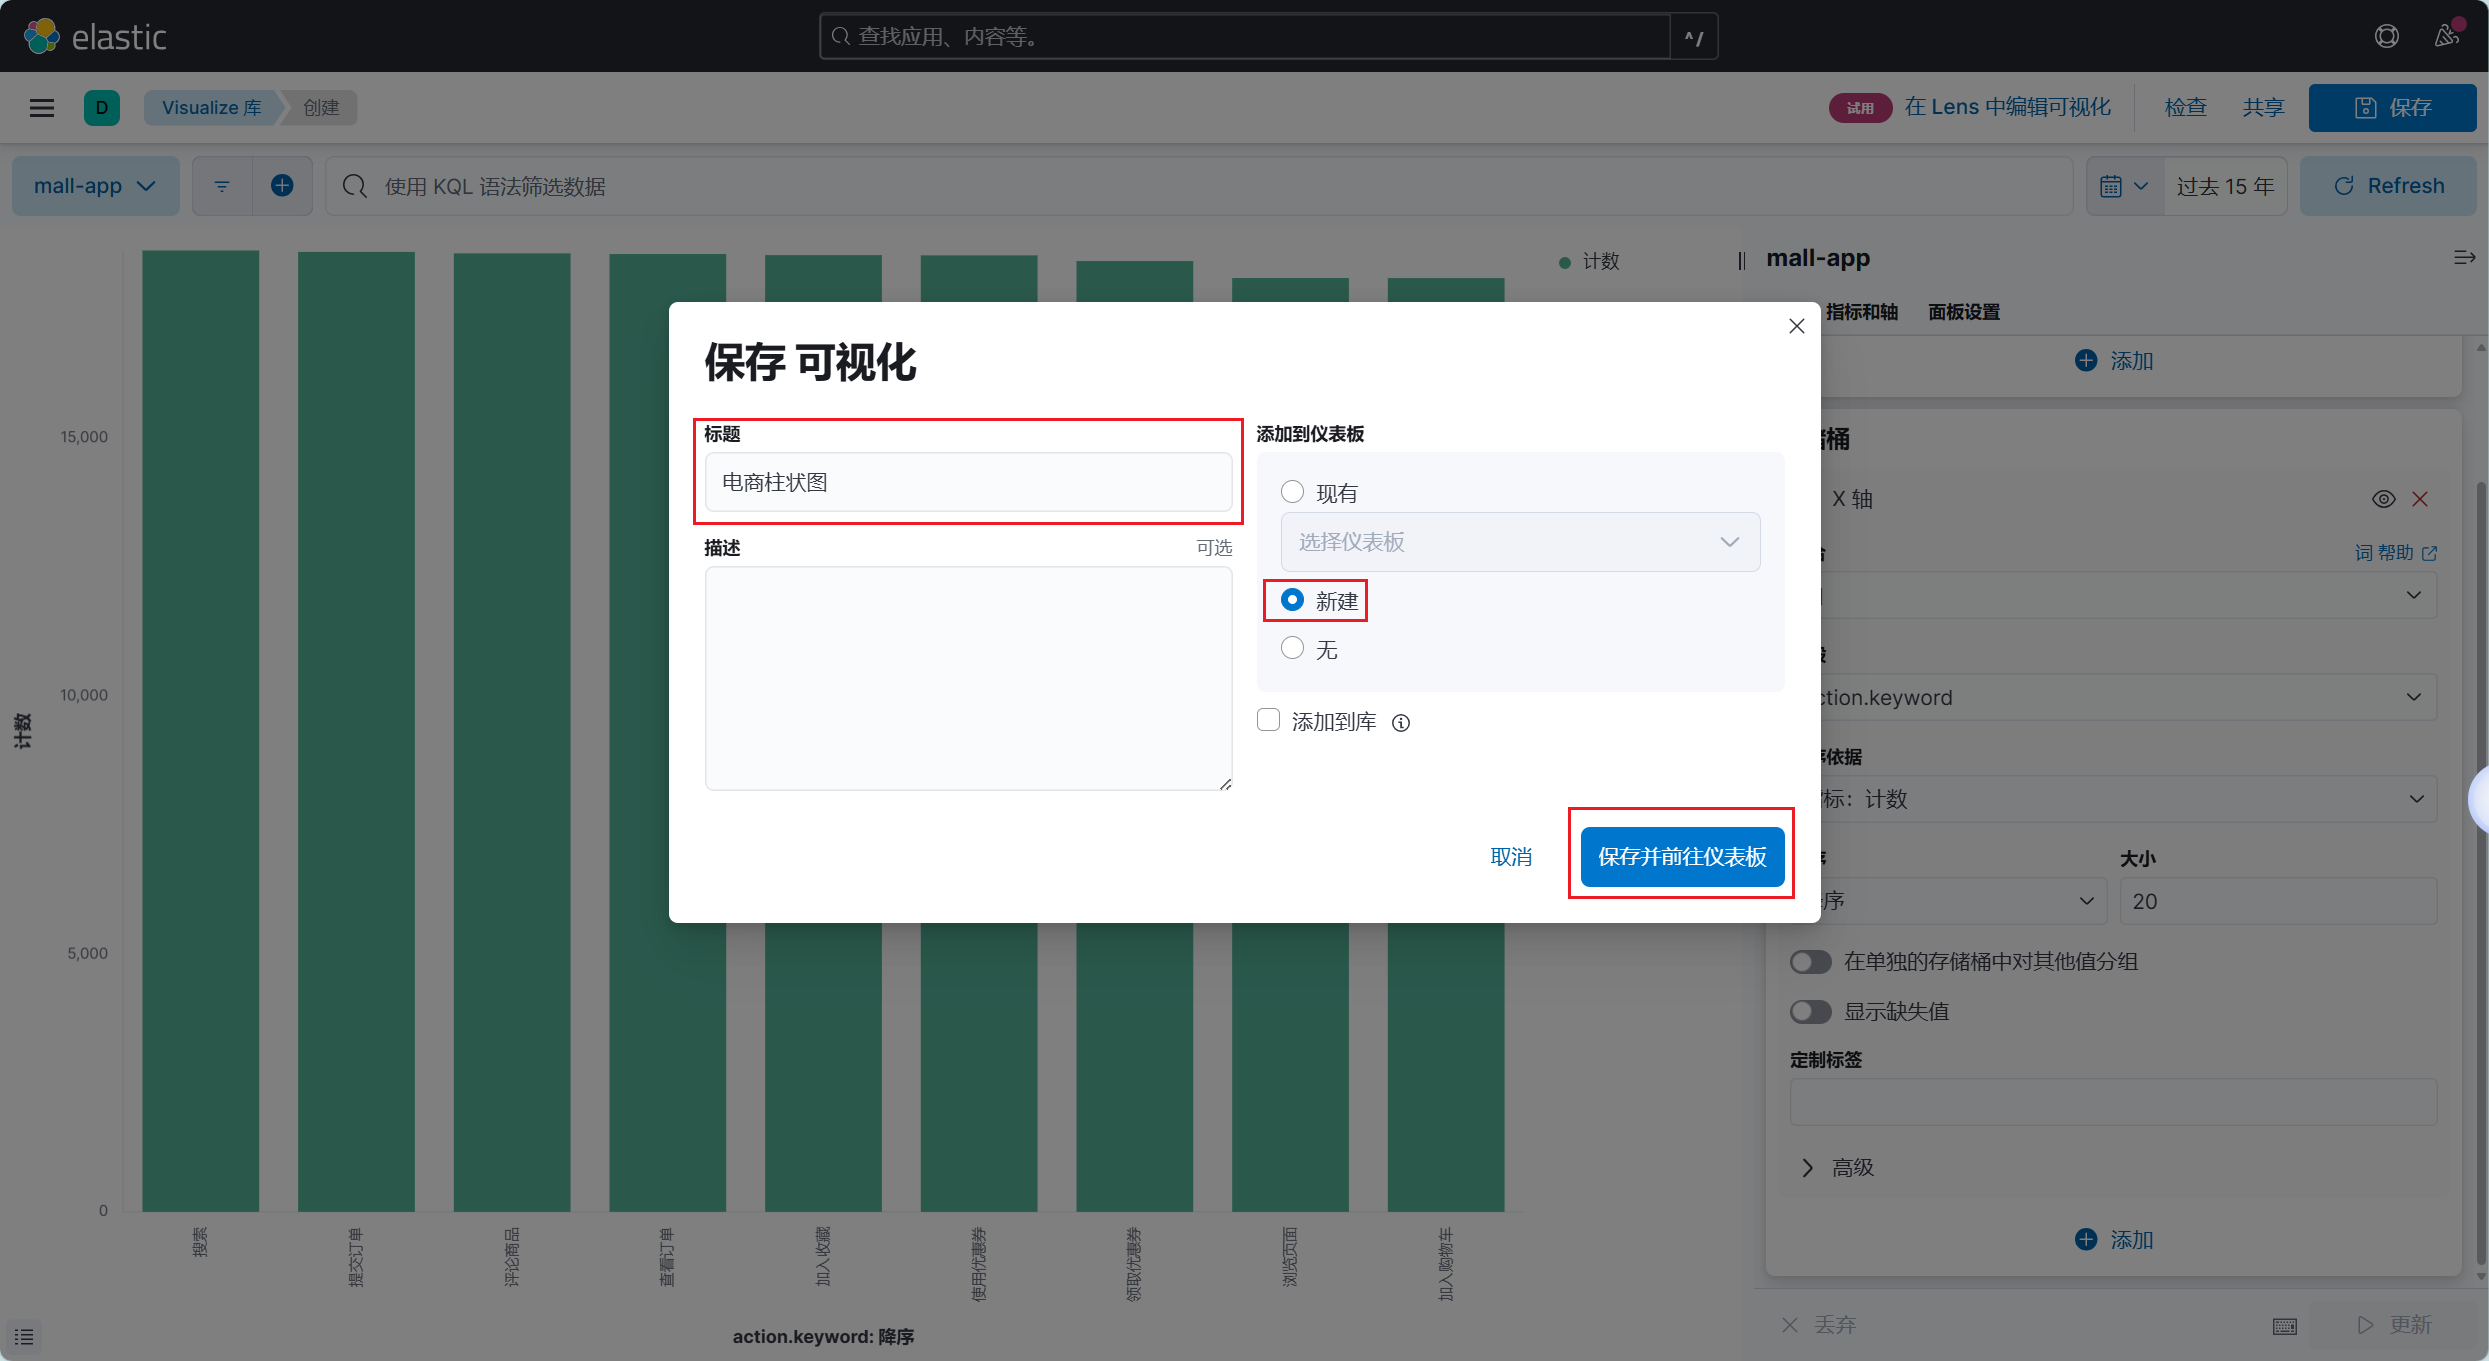 elastic
查找应用、内容等。
^/
D
Visualize 库
创建
试用
在 Lens 中编辑可视化
检查
共享
保存
mall-app
使用 KQL 语法筛选数据
过去 15 年
Refresh
计数
mall-app
指标和轴
面板设置
添加
保存 可视化
标题
电商柱状图
描述
可选
添加到仪表板
现有
选择仪表板
新建
无
添加到库
取消
保存并前往仪表板
桶
X 轴
词 帮助
ction.keyword
依据
标：计数
序
大小
20
在单独的存储桶中对其他值分组
显示缺失值
定制标签
高级
添加
丢弃
更新
15,000
10,000
5,000
0
计数
搜索
提交订单
评论商品
查看订单
加入收藏
使用优惠券
领取优惠券
浏览页面
加入购物车
action.keyword: 降序